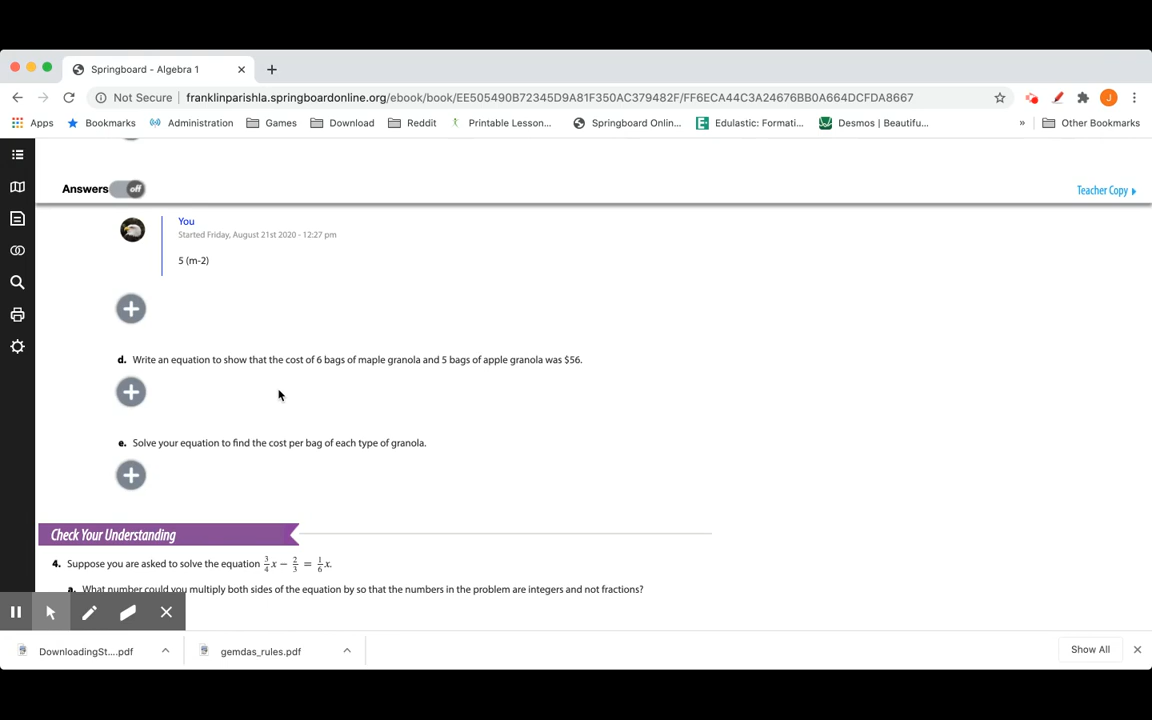 Springboard - Algebra 1
Not Secure | franklinparishla.springboardonline.org/ebook/book/EE505490B72345D9A81F350AC379482F/FF6ECA44C3A24676BB0A664DCFDA8667
J
Apps Bookmarks Administration Games Download Reddit Printable Lesson... Springboard Onlin... Edulastic: Formati... Desmos | Beautifu... » Other Bookmarks
Answers off Teacher Copy
You
Started Friday, August 21st 2020 - 12:27 pm
5 (m-2)
d. Write an equation to show that the cost of 6 bags of maple granola and 5 bags of apple granola was $56.
e. Solve your equation to find the cost per bag of each type of granola.
Check Your Understanding
4. Suppose you are asked to solve the equation 3/4 x − 2/3 = 1/6 x.
a. What number could you multiply both sides of the equation by so that the numbers in the problem are integers and not fractions?
DownloadingSt....pdf gemdas_rules.pdf Show All